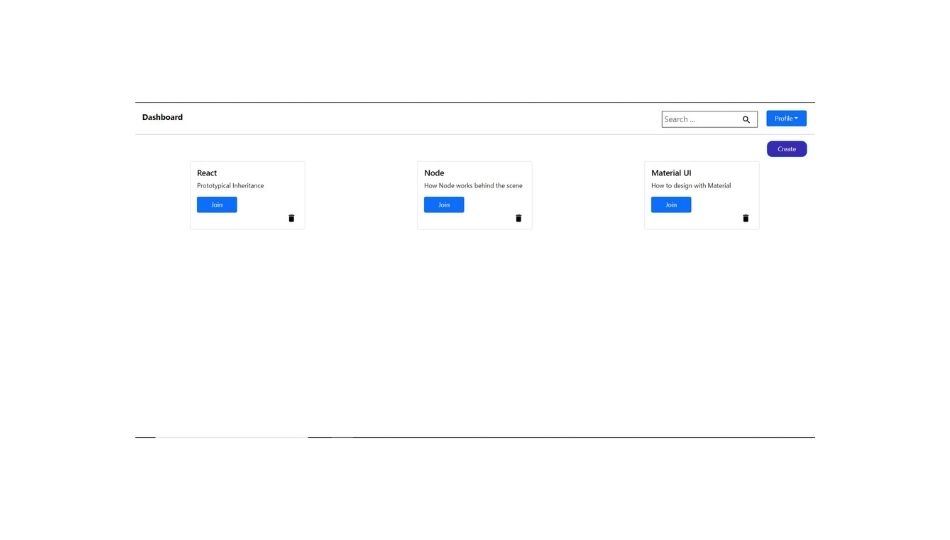 Dashboard
Search ...
Profile
Create
React
Prototypical Inheritance
Join
Node
How Node works behind the scene
Join
Material UI
How to design with Material
Join